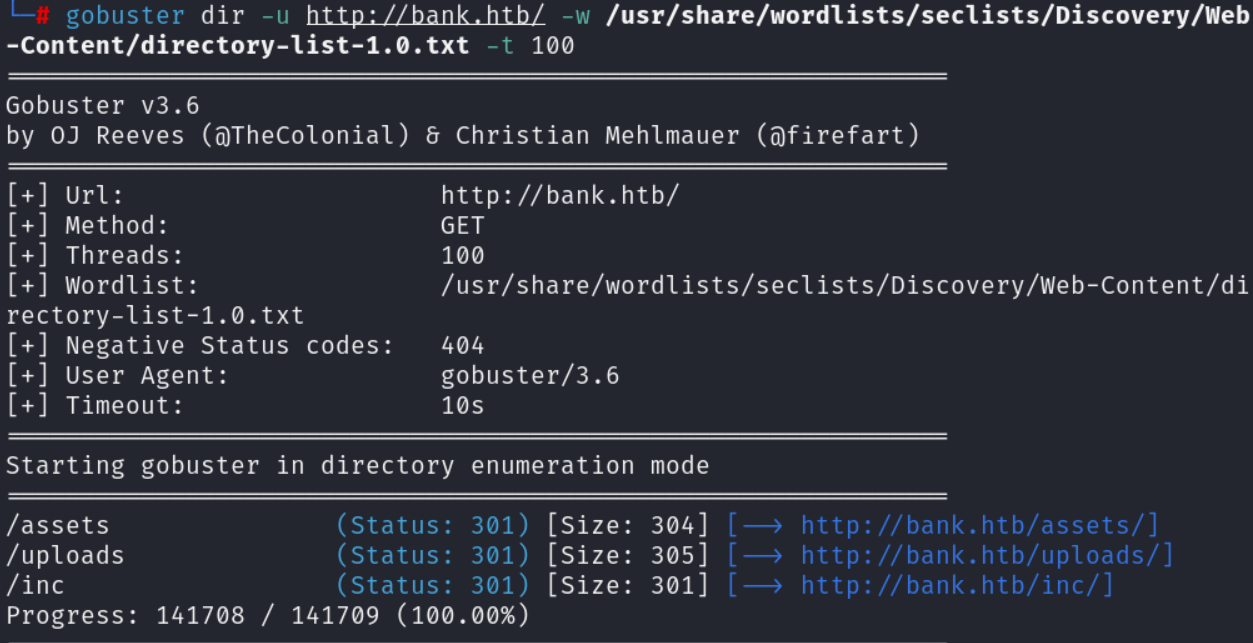 └─# gobuster dir -u http://bank.htb/ -w /usr/share/wordlists/seclists/Discovery/Web
-Content/directory-list-1.0.txt -t 100
===============================================================
Gobuster v3.6
by OJ Reeves (@TheColonial) & Christian Mehlmauer (@firefart)
===============================================================
[+] Url:                     http://bank.htb/
[+] Method:                  GET
[+] Threads:                 100
[+] Wordlist:                /usr/share/wordlists/seclists/Discovery/Web-Content/di
rectory-list-1.0.txt
[+] Negative Status codes:   404
[+] User Agent:              gobuster/3.6
[+] Timeout:                 10s
===============================================================
Starting gobuster in directory enumeration mode
===============================================================
/assets               (Status: 301) [Size: 304] [--> http://bank.htb/assets/]
/uploads              (Status: 301) [Size: 305] [--> http://bank.htb/uploads/]
/inc                  (Status: 301) [Size: 301] [--> http://bank.htb/inc/]
Progress: 141708 / 141709 (100.00%)
===============================================================